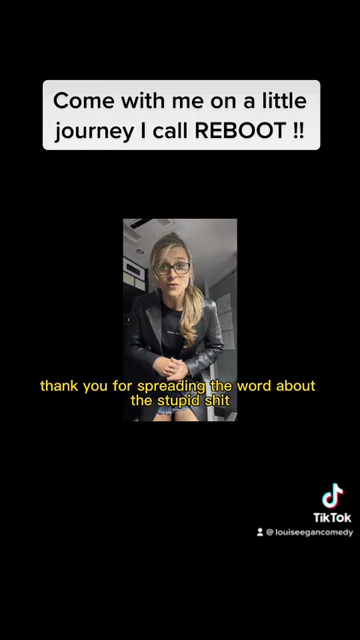 Come with me on a little
journey I call REBOOT !!
thank you for spreading the word about
the stupid shit
TikTok
@ louiseegancomedy